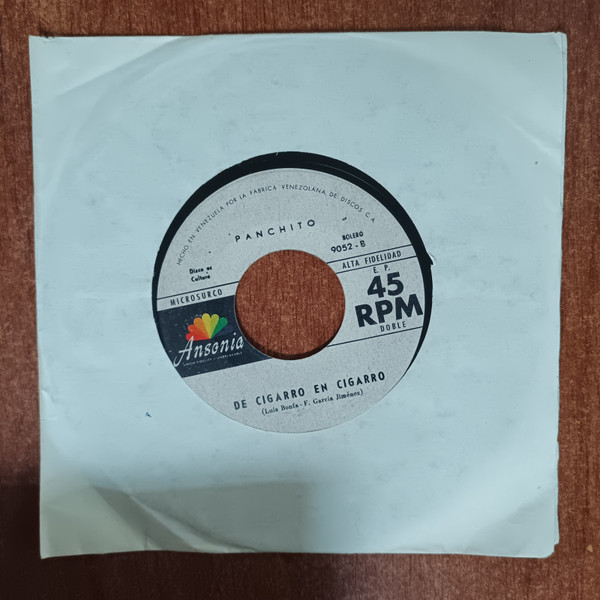 HECHO EN VENEZUELA POR LA FABRICA VENEZOLANA DE DISCOS C.A.
PANCHITO
BOLERO
9052-B
Disco es
Cultura
ALTA FIDELIDAD
E. P.
MICROSURCO
45
RPM
DOBLE
Ansonia
DE CIGARRO EN CIGARRO
(Luis Bonfa - F. García Jiménez)